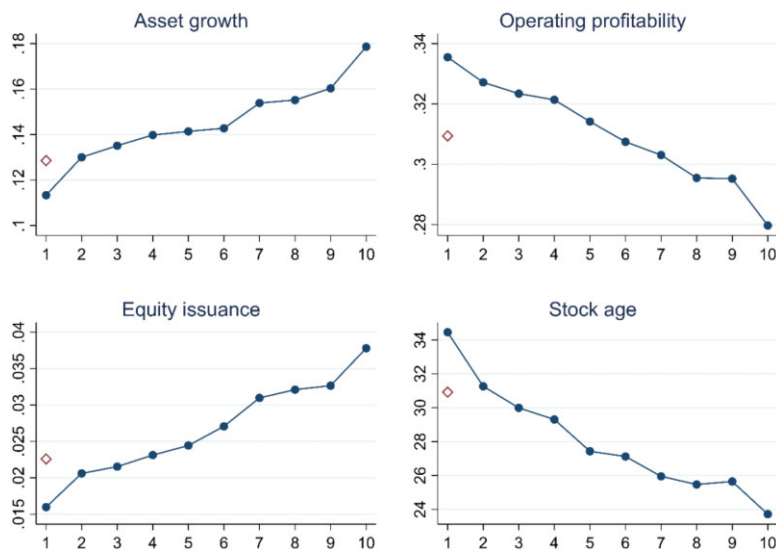 Asset growth
.18
.16
.14
.12
.1
1 2 3 4 5 6 7 8 9 10
Operating profitability
.34
.32
.3
.28
1 2 3 4 5 6 7 8 9 10
Equity issuance
.04
.035
.03
.025
.02
.015
1 2 3 4 5 6 7 8 9 10
Stock age
34
32
30
28
26
24
1 2 3 4 5 6 7 8 9 10